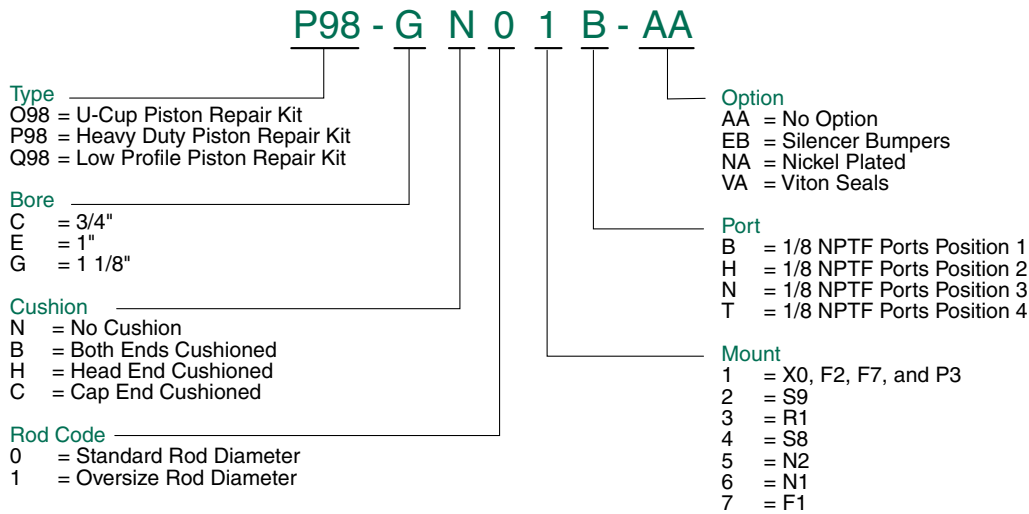 P98 - G N 0 1 B - AA
Type
O98 = U-Cup Piston Repair Kit
P98 = Heavy Duty Piston Repair Kit
Q98 = Low Profile Piston Repair Kit
Bore
C = 3/4"
E = 1"
G = 1 1/8"
Cushion
N = No Cushion
B = Both Ends Cushioned
H = Head End Cushioned
C = Cap End Cushioned
Rod Code
0 = Standard Rod Diameter
1 = Oversize Rod Diameter
Option
AA = No Option
EB = Silencer Bumpers
NA = Nickel Plated
VA = Viton Seals
Port
B = 1/8 NPTF Ports Position 1
H = 1/8 NPTF Ports Position 2
N = 1/8 NPTF Ports Position 3
T = 1/8 NPTF Ports Position 4
Mount
1 = X0, F2, F7, and P3
2 = S9
3 = R1
4 = S8
5 = N2
6 = N1
7 = F1